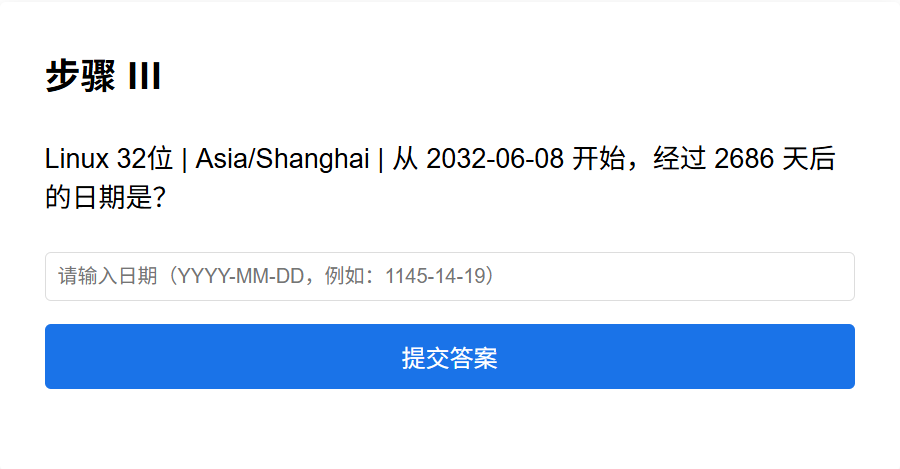 步骤 III
Linux 32位 | Asia/Shanghai | 从 2032-06-08 开始，经过 2686 天后
的日期是？
请输入日期（YYYY-MM-DD，例如：1145-14-19）
提交答案